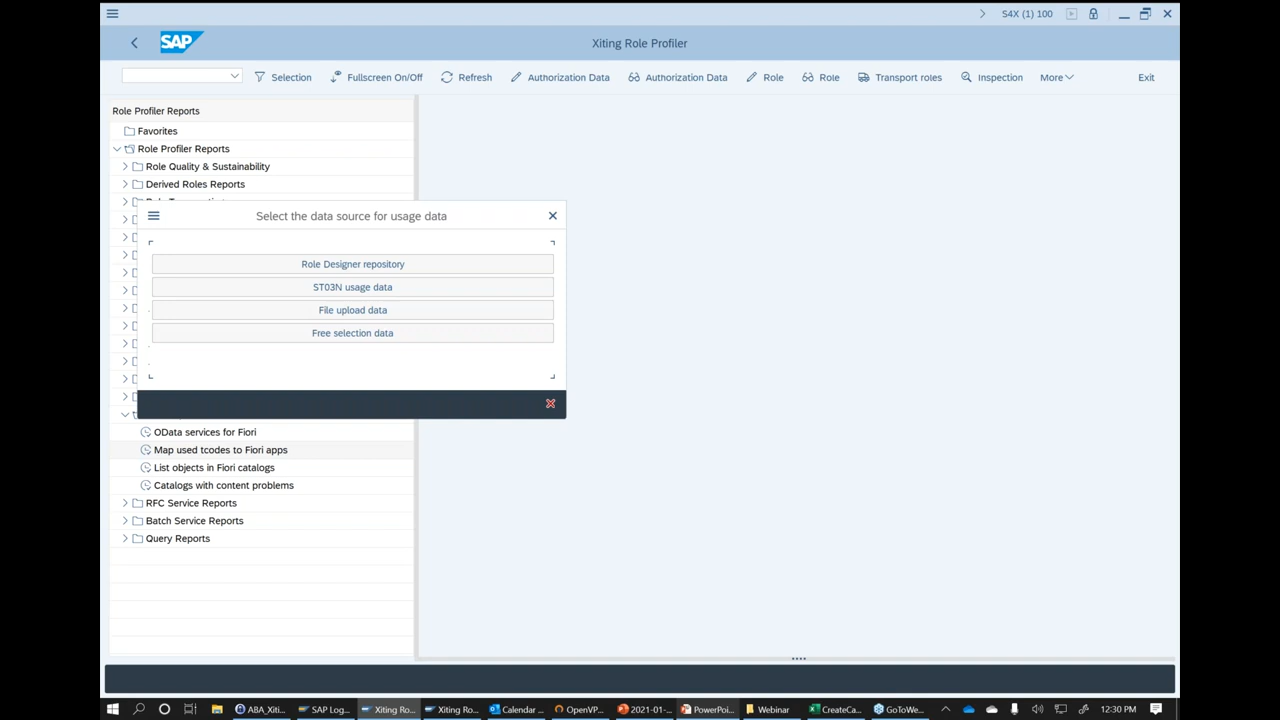 S4X (1) 100
SAP
Xiting Role Profiler
Selection
Fullscreen On/Off
Refresh
Authorization Data
Authorization Data
Role
Role
Transport roles
Inspection
More
Exit
Role Profiler Reports
Favorites
Role Profiler Reports
Role Quality & Sustainability
Derived Roles Reports
Select the data source for usage data
Role Designer repository
ST03N usage data
File upload data
Free selection data
OData services for Fiori
Map used tcodes to Fiori apps
List objects in Fiori catalogs
Catalogs with content problems
RFC Service Reports
Batch Service Reports
Query Reports
ABA_Xiti...
SAP Log...
Xiting Ro...
Xiting Ro...
Calendar ...
OpenVP...
2021-01-...
PowerPoi...
Webinar
CreateCa...
GoToWe...
12:30 PM